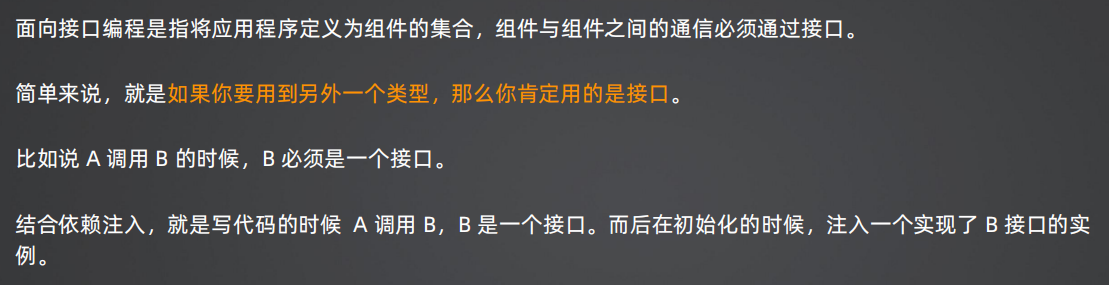 面向接口编程是指将应用程序定义为组件的集合，组件与组件之间的通信必须通过接口。
简单来说，就是如果你要用到另外一个类型，那么你肯定用的是接口。
比如说 A 调用 B 的时候，B 必须是一个接口。
结合依赖注入，就是写代码的时候 A 调用 B，B 是一个接口。而后在初始化的时候，注入一个实现了 B 接口的实
例。